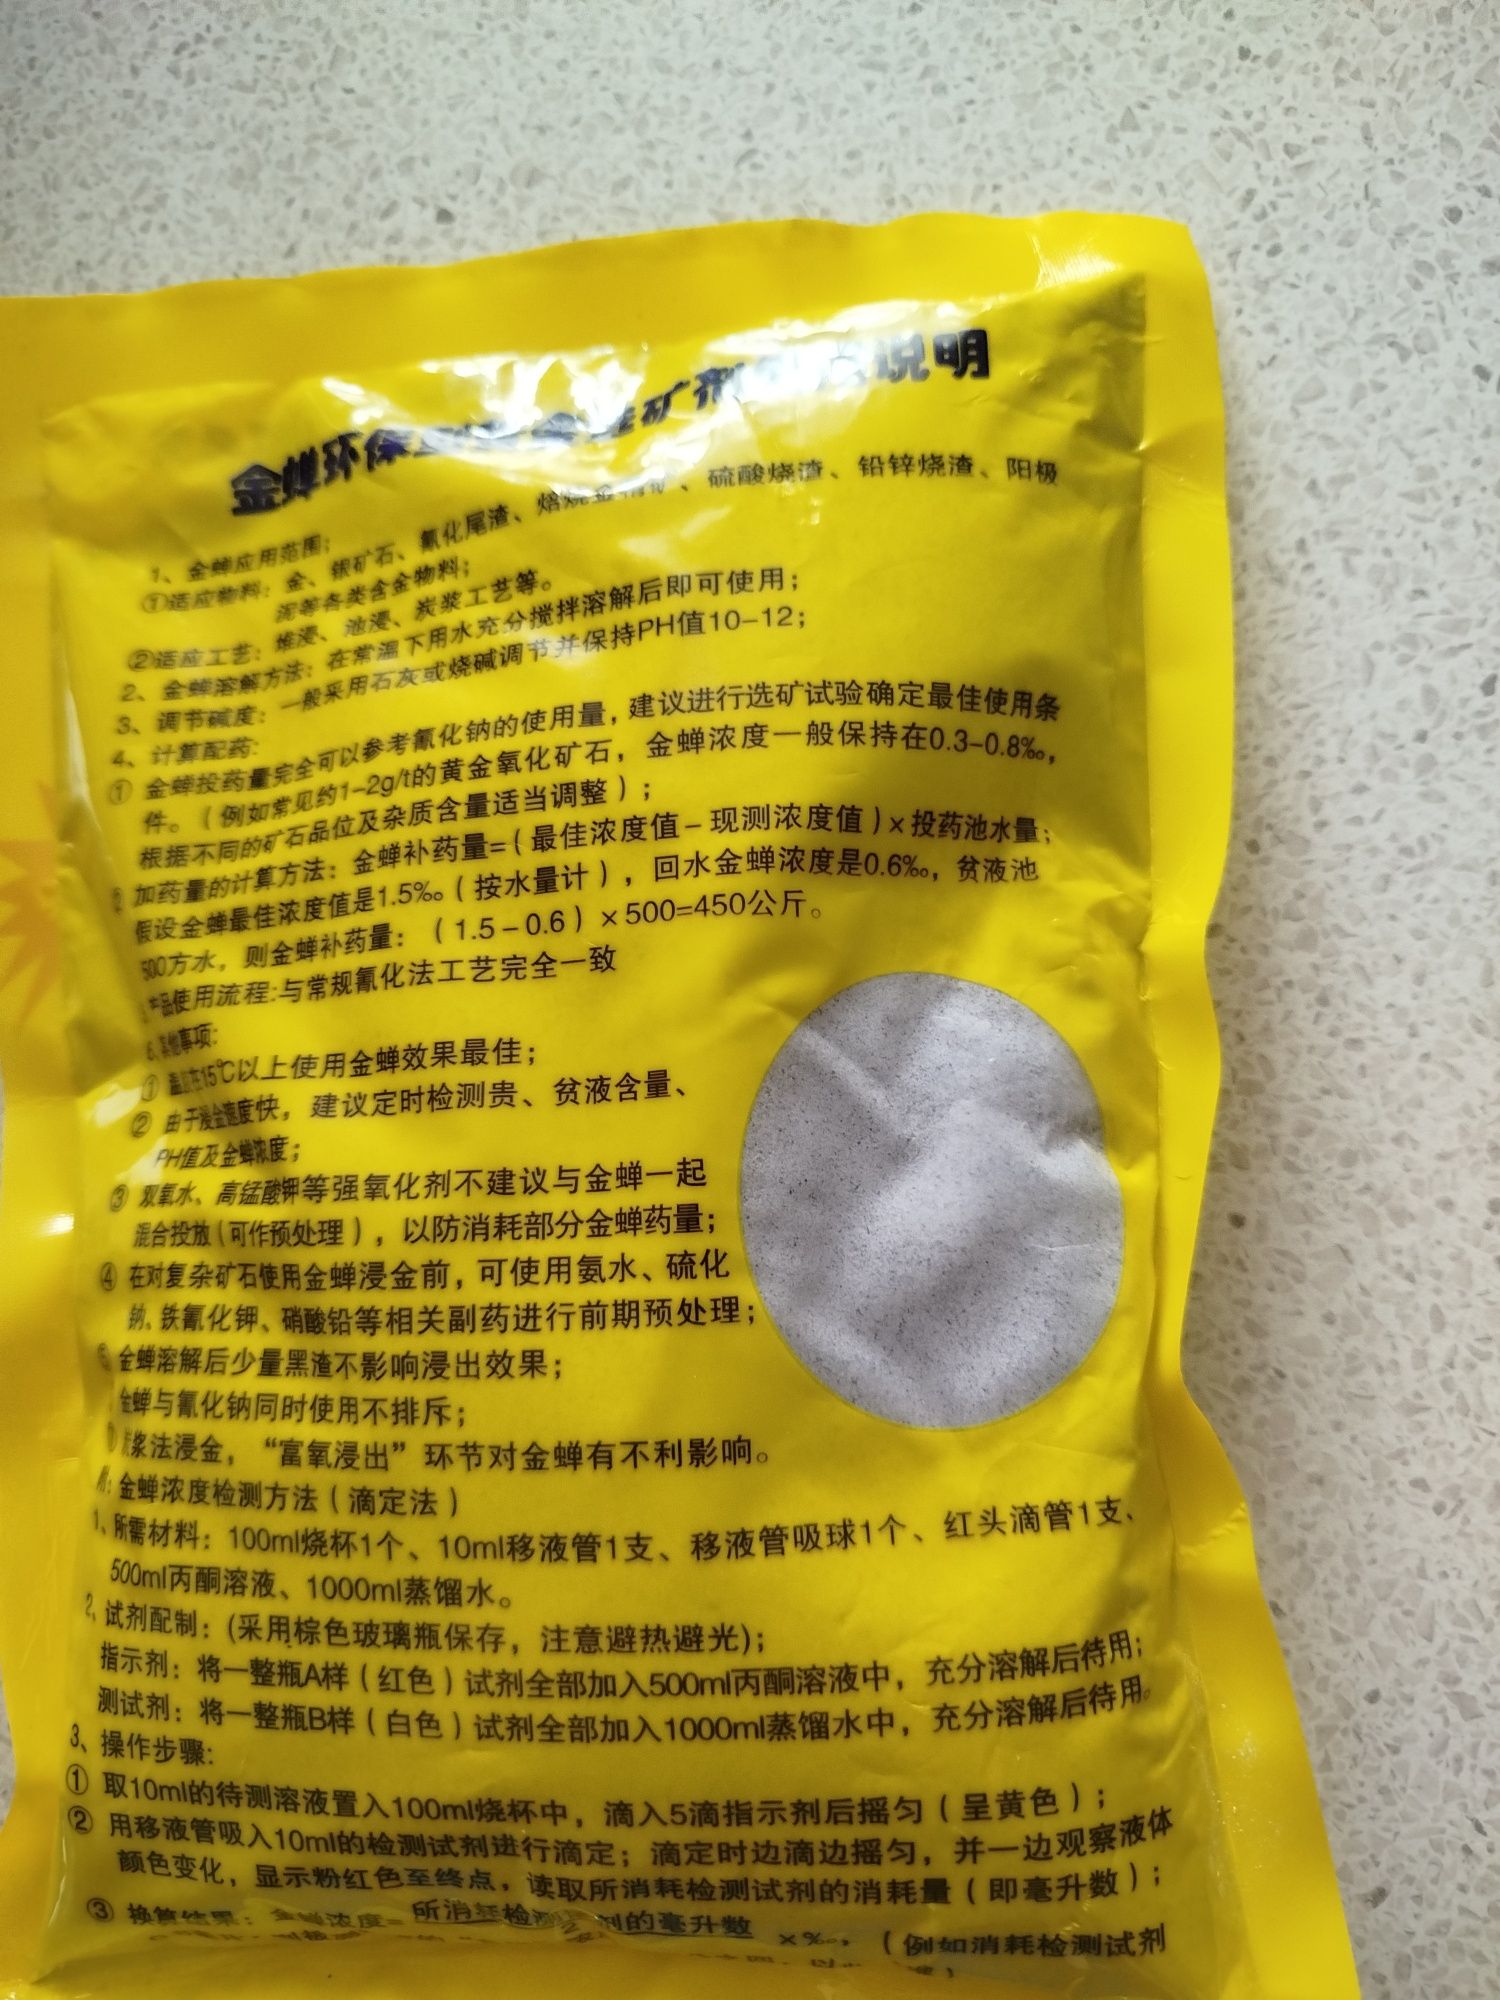 金蝉环保 矿剂 说明
1、金蝉应用范围：
①适应物料：金、银矿石、氰化尾渣、焙烧金精矿、硫酸烧渣、铅锌烧渣、阳极
泥等各类含金物料；
②适应工艺：堆浸、池浸、炭浆工艺等。
2、金蝉溶解方法：在常温下用水充分搅拌溶解后即可使用；
3、调节碱度：一般采用石灰或烧碱调节并保持PH值10-12；
4、计算配药：
① 金蝉投药量完全可以参考氰化钠的使用量，建议进行选矿试验确定最佳使用条
件。（例如常见约1-2g/t的黄金氧化矿石，金蝉浓度一般保持在0.3-0.8‰，
根据不同的矿石品位及杂质含量适当调整）；
加药量的计算方法：金蝉补药量=（最佳浓度值-现测浓度值）×投药池水量；
假设金蝉最佳浓度值是1.5‰（按水量计），回水金蝉浓度是0.6‰，贫液池
500方水，则金蝉补药量：（1.5-0.6）×500=450公斤。
产品使用流程:与常规氰化法工艺完全一致
其他事项:
① 温15℃以上使用金蝉效果最佳；
② 由于浸金速度快，建议定时检测贵、贫液含量、
PH值及金蝉浓度；
③ 双氧水、高锰酸钾等强氧化剂不建议与金蝉一起
混合投放（可作预处理），以防消耗部分金蝉药量；
④ 在对复杂矿石使用金蝉浸金前，可使用氨水、硫化
钠、铁氰化钾、硝酸铅等相关副药进行前期预处理；
金蝉溶解后少量黑渣不影响浸出效果；
金蝉与氰化钠同时使用不排斥；
炭浆法浸金，“富氧浸出”环节对金蝉有不利影响。
附：金蝉浓度检测方法（滴定法）
1、所需材料：100ml烧杯1个、10ml移液管1支、移液管吸球1个、红头滴管1支、
500ml丙酮溶液、1000ml蒸馏水。
2、试剂配制：(采用棕色玻璃瓶保存，注意避热避光)；
指示剂：将一整瓶A样（红色）试剂全部加入500ml丙酮溶液中，充分溶解后待用；
测试剂：将一整瓶B样（白色）试剂全部加入1000ml蒸馏水中，充分溶解后待用。
3、操作步骤:
① 取10ml的待测溶液置入100ml烧杯中，滴入5滴指示剂后摇匀（呈黄色）；
② 用移液管吸入10ml的检测试剂进行滴定；滴定时边滴边摇匀，并一边观察液体
颜色变化，显示粉红色至终点，读取所消耗检测试剂的消耗量（即毫升数）；
③ 换算结果：金蝉浓度= 所消耗检测 剂的毫升数 ×‰，（例如消耗检测试剂